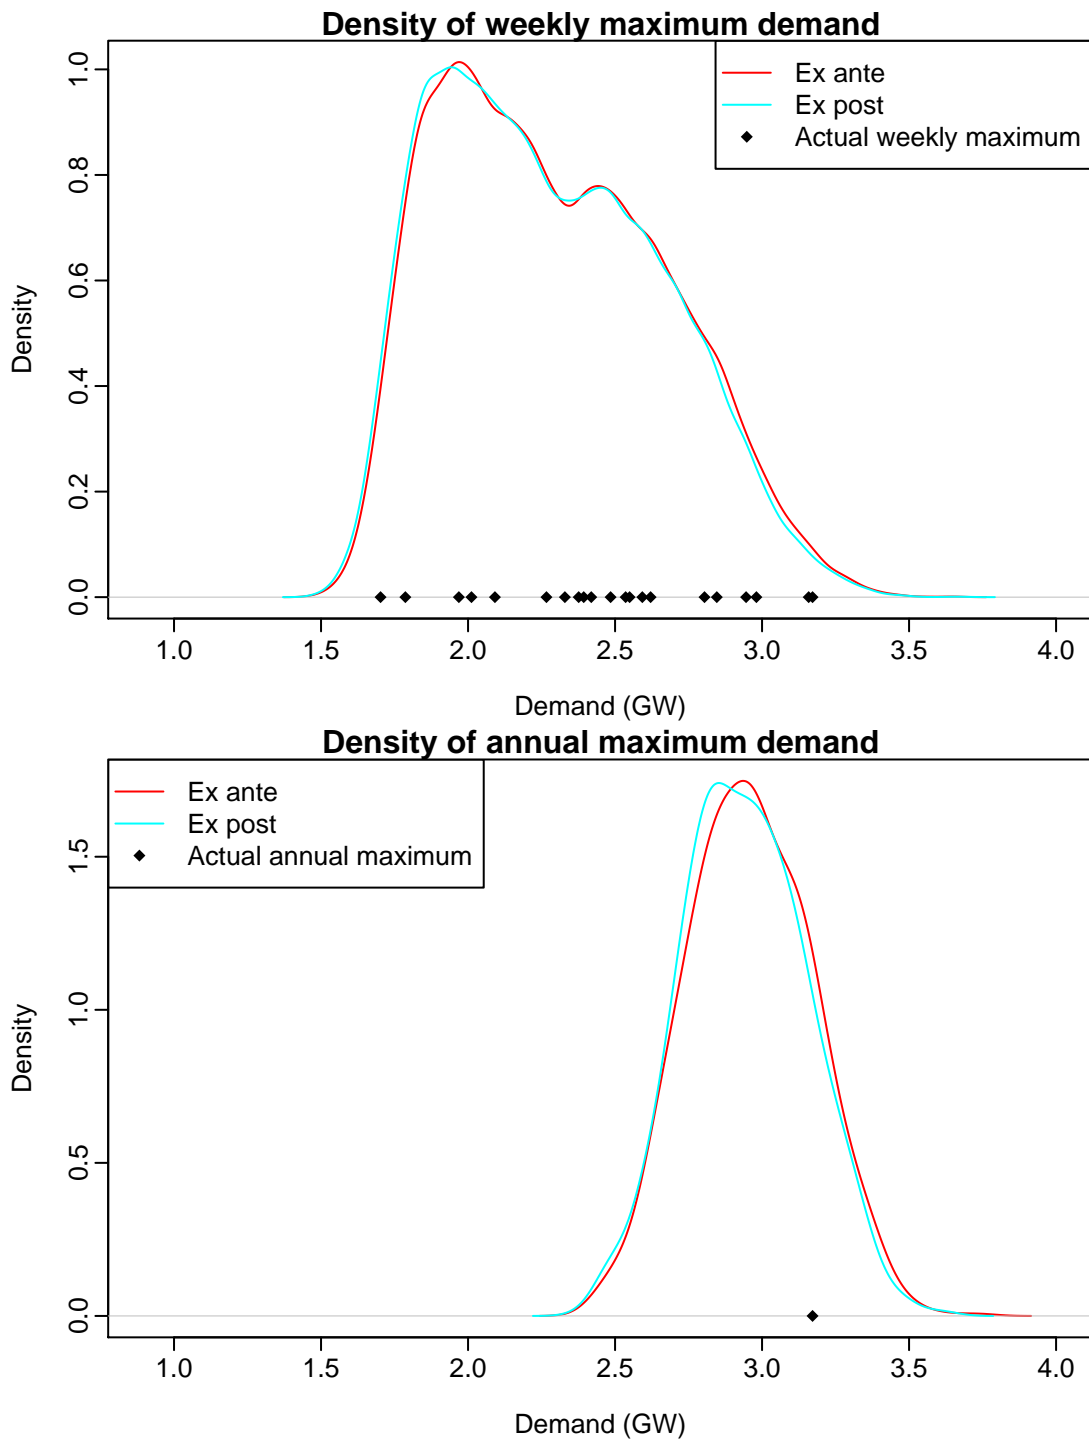 Density of weekly maximum demand
Ex ante
Ex post
Actual weekly maximum
Density
0.0
0.2
0.4
0.6
0.8
1.0
1.0 1.5 2.0 2.5 3.0 3.5 4.0
Demand (GW)
Density of annual maximum demand
Ex ante
Ex post
Actual annual maximum
Density
0.0
0.5
1.0
1.5
1.0 1.5 2.0 2.5 3.0 3.5 4.0
Demand (GW)